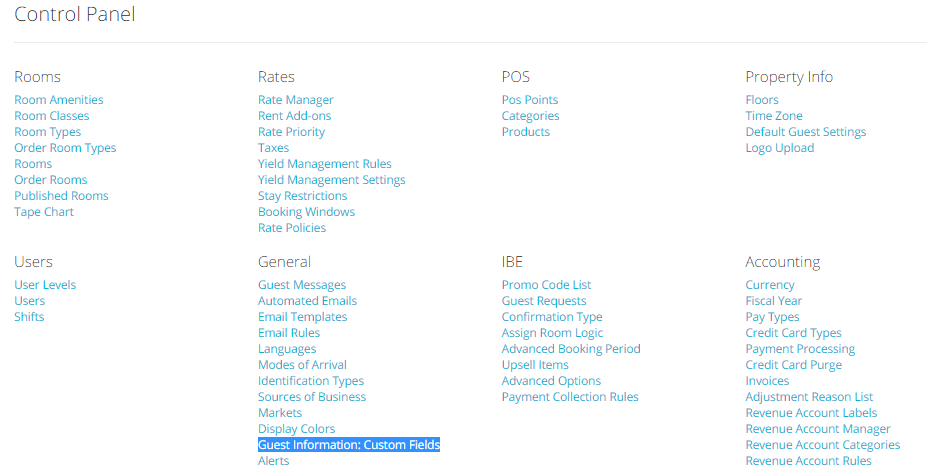 Control Panel
Rooms
Room Amenities
Room Classes
Room Types
Order Room Types
Rooms
Order Rooms
Published Rooms
Tape Chart
Rates
Rate Manager
Rent Add-ons
Rate Priority
Taxes
Yield Management Rules
Yield Management Settings
Stay Restrictions
Booking Windows
Rate Policies
POS
Pos Points
Categories
Products
Property Info
Floors
Time Zone
Default Guest Settings
Logo Upload
Users
User Levels
Users
Shifts
General
Guest Messages
Automated Emails
Email Templates
Email Rules
Languages
Modes of Arrival
Identification Types
Sources of Business
Markets
Display Colors
Guest Information: Custom Fields
Alerts
IBE
Promo Code List
Guest Requests
Confirmation Type
Assign Room Logic
Advanced Booking Period
Upsell Items
Advanced Options
Payment Collection Rules
Accounting
Currency
Fiscal Year
Pay Types
Credit Card Types
Payment Processing
Credit Card Purge
Invoices
Adjustment Reason List
Revenue Account Labels
Revenue Account Manager
Revenue Account Categories
Revenue Account Rules